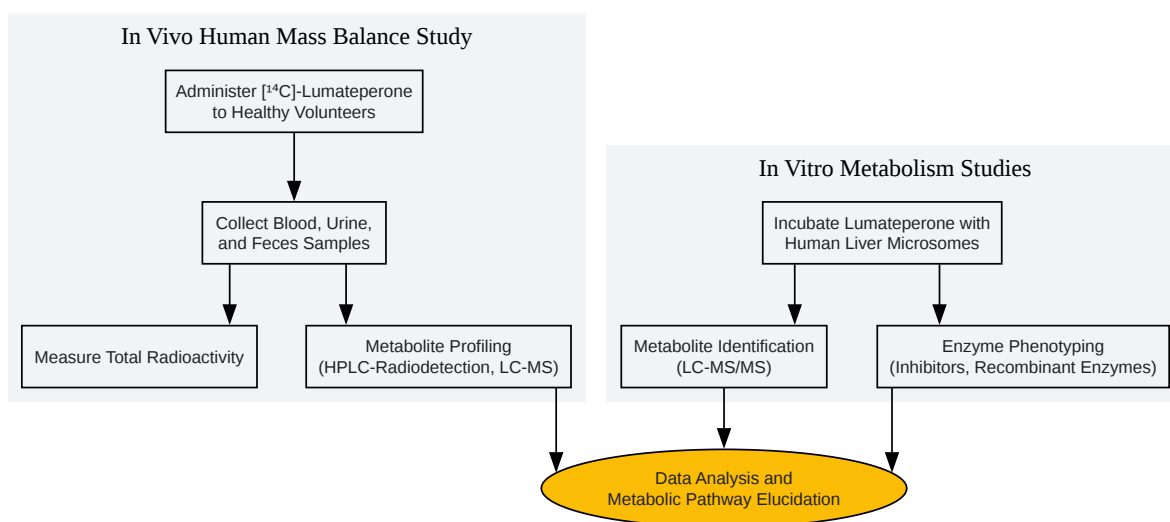 In Vivo Human Mass Balance Study
Administer [¹⁴C]-Lumateperone
to Healthy Volunteers
Collect Blood, Urine,
and Feces Samples
Measure Total Radioactivity
Metabolite Profiling
(HPLC-Radiodetection, LC-MS)
In Vitro Metabolism Studies
Incubate Lumateperone with
Human Liver Microsomes
Metabolite Identification
(LC-MS/MS)
Enzyme Phenotyping
(Inhibitors, Recombinant Enzymes)
Data Analysis and
Metabolic Pathway Elucidation